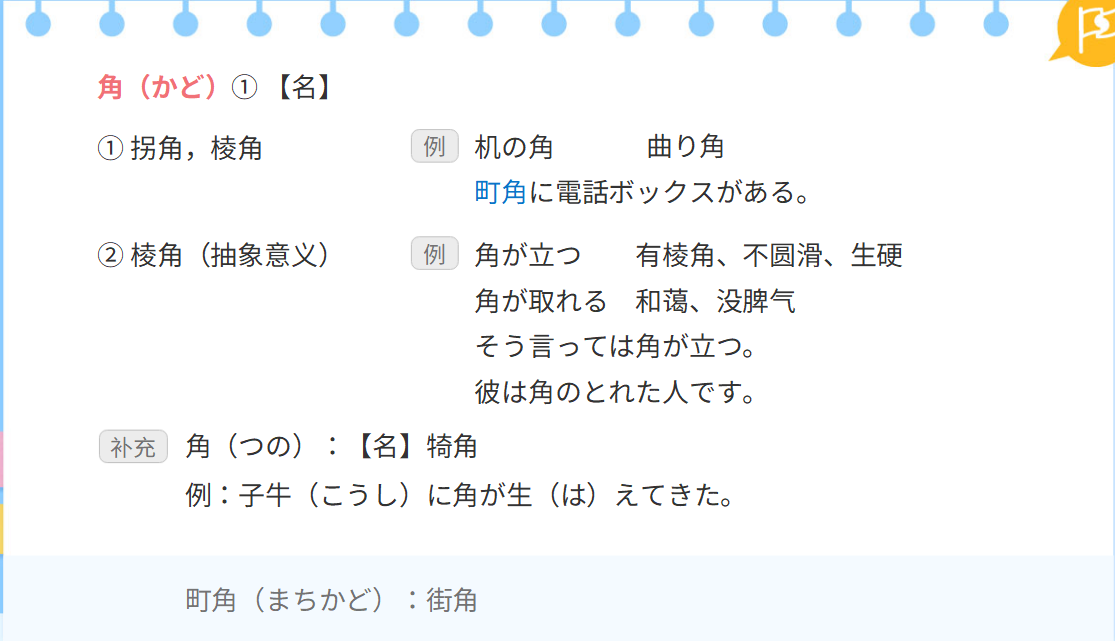 角（かど）① 【名】
① 拐角，棱角 例 机の角 曲り角
町角に電話ボックスがある。
② 棱角（抽象意义） 例 角が立つ 有棱角、不圆滑、生硬
角が取れる 和蔼、没脾气
そう言っては角が立つ。
彼は角のとれた人です。
补充 角（つの）：【名】犄角
例：子牛（こうし）に角が生（は）えてきた。
町角（まちかど）：街角